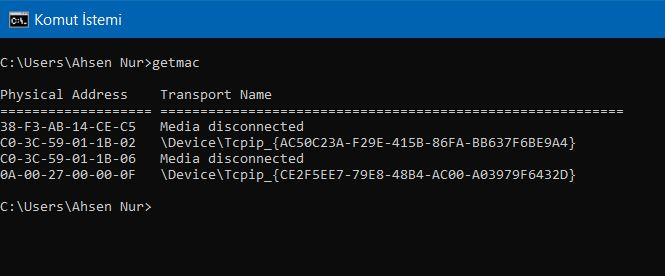 Komut İstemi
C:\Users\Ahsen Nur>getmac
Physical Address    Transport Name
=================== ==========================================================
38-F3-AB-14-CE-C5   Media disconnected
C0-3C-59-01-1B-02   \Device\Tcpip_{AC50C23A-F29E-415B-86FA-BB637F6BE9A4}
C0-3C-59-01-1B-06   Media disconnected
0A-00-27-00-00-0F   \Device\Tcpip_{CE2F5EE7-79E8-48B4-AC00-A03979F6432D}
C:\Users\Ahsen Nur>